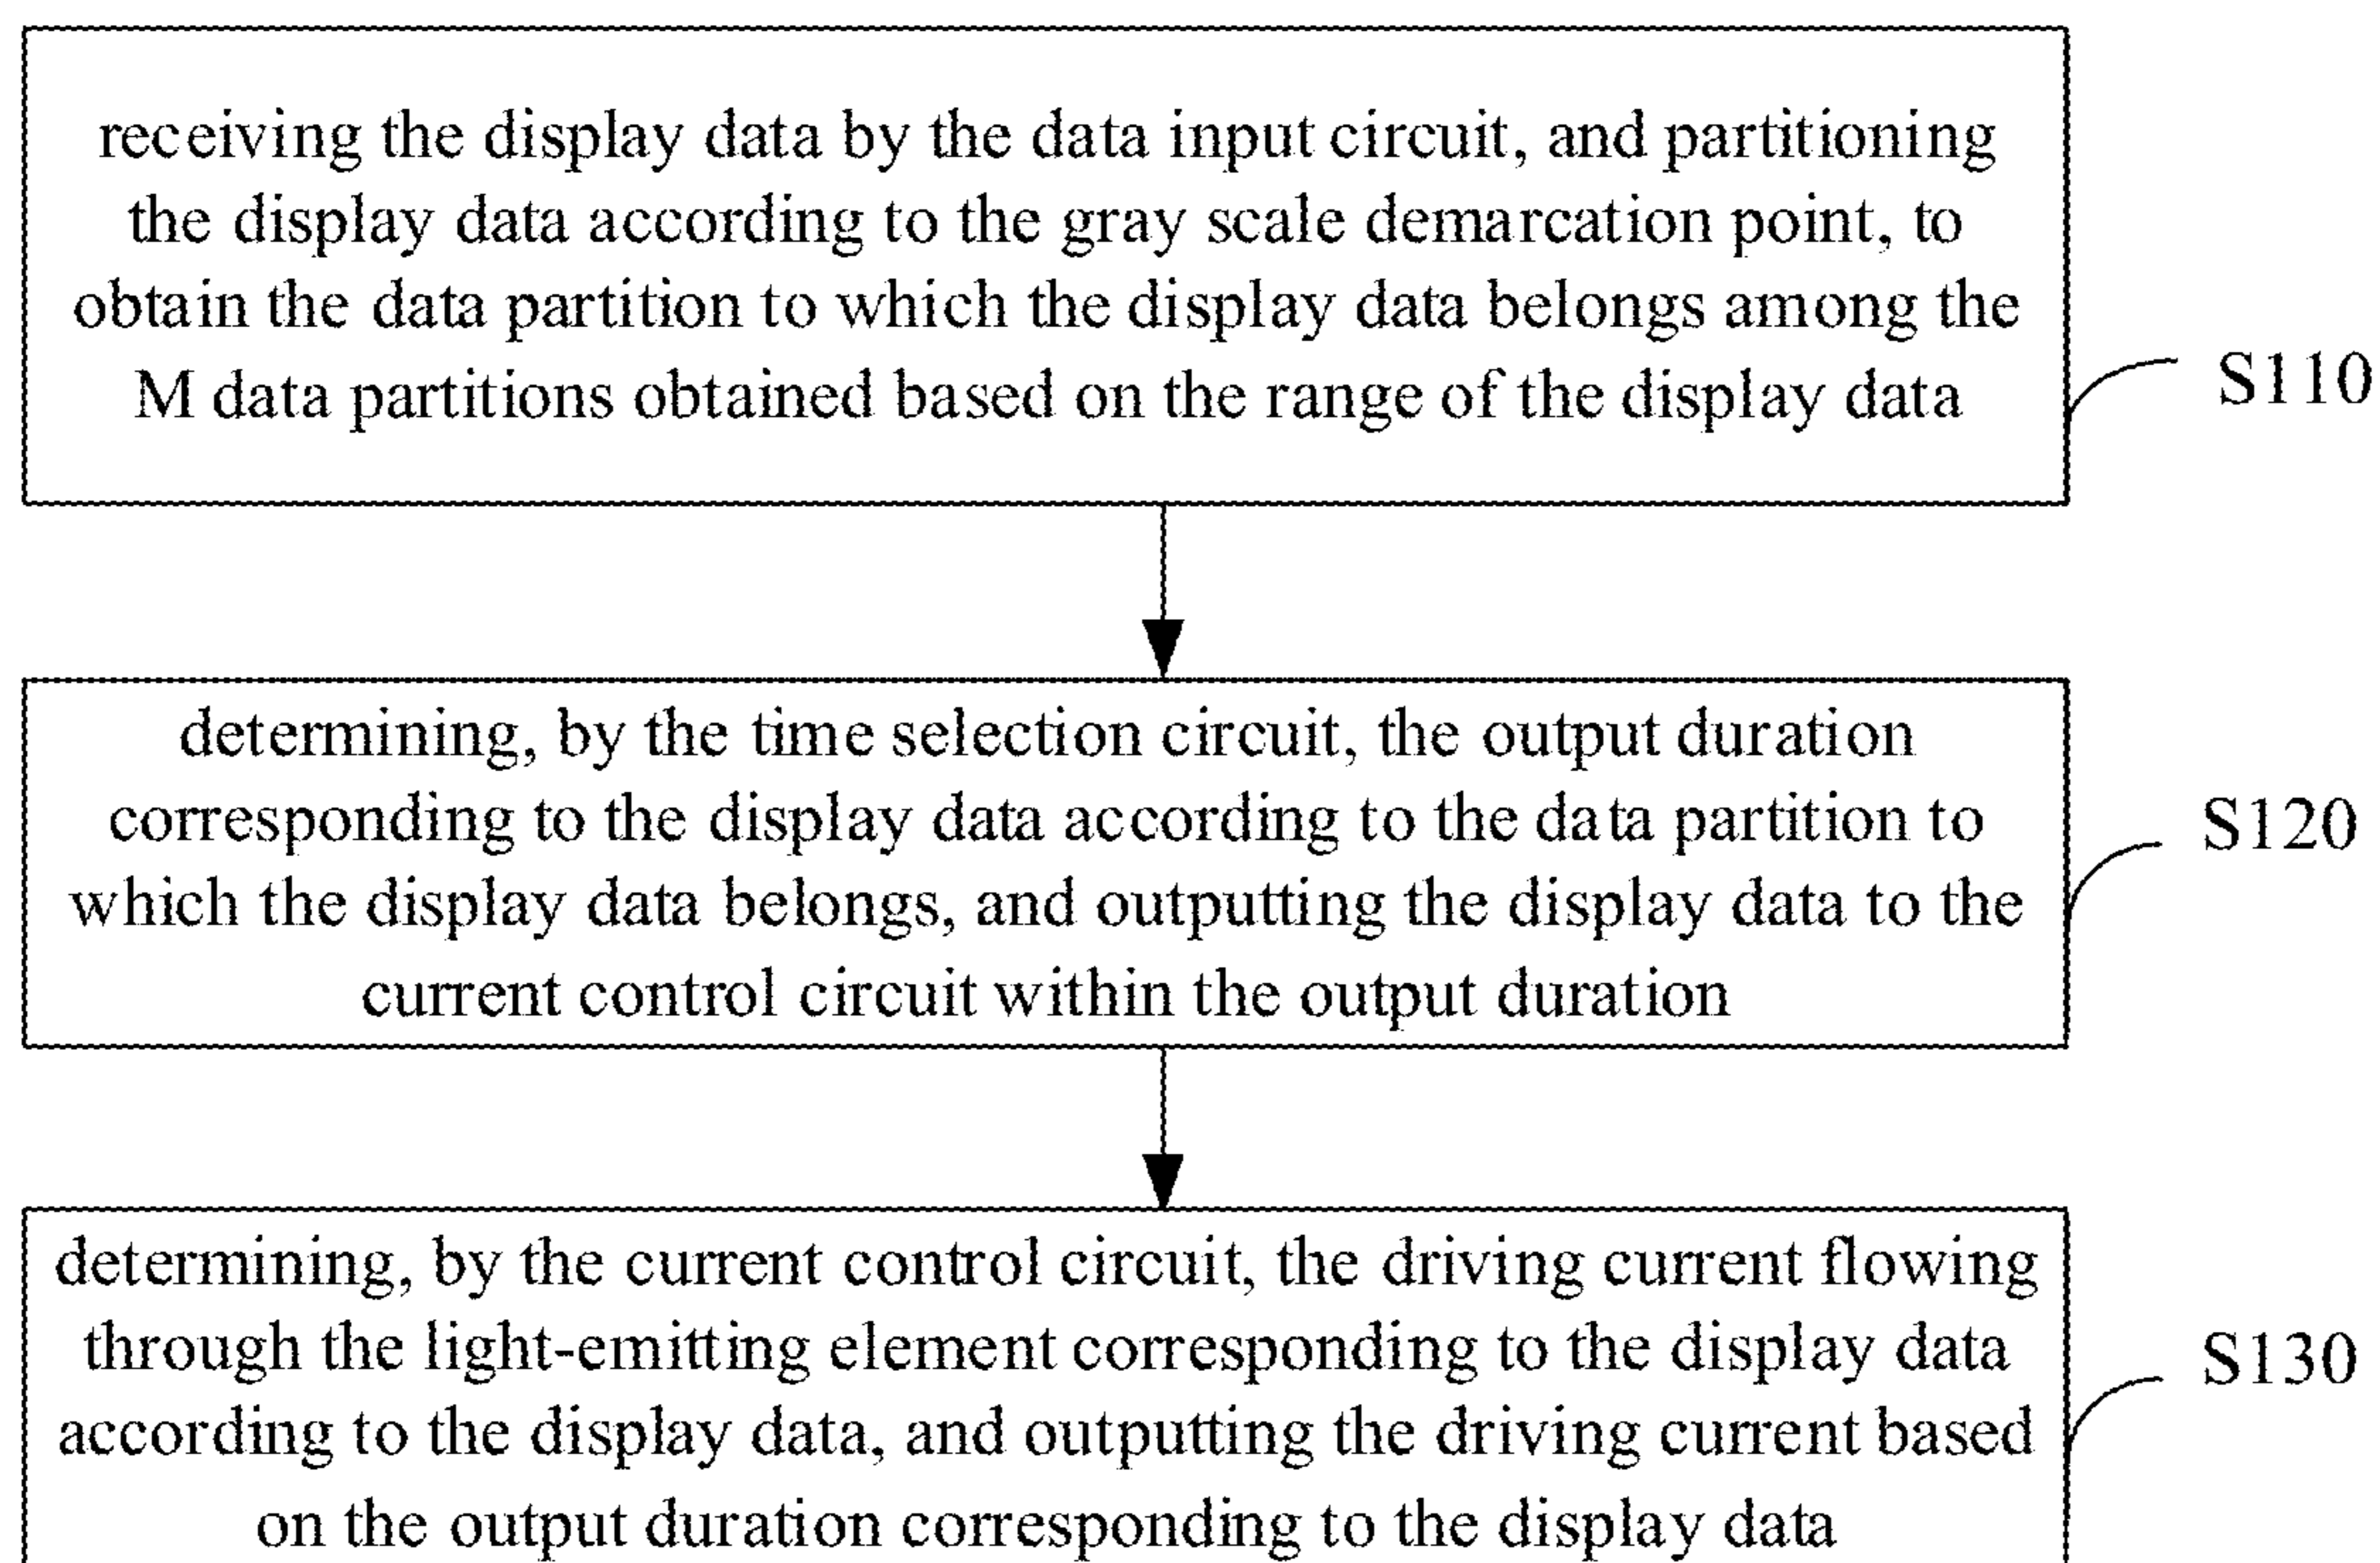 receiving the display data by the data input circuit, and partitioning
the display data according to the gray scale demarcation point, to
obtain the data partition to which the display data belongs among the
M data partitions obtained based on the range of the display data
S110
determining, by the time selection circuit, the output duration
corresponding to the display data according to the data partition to
which the display data belongs, and outputting the display data to the
current control circuit within the output duration
S120
determining, by the current control circuit, the driving current flowing
through the light-emitting element corresponding to the display data
according to the display data, and outputting the driving current based
on the output duration corresponding to the display data
S130